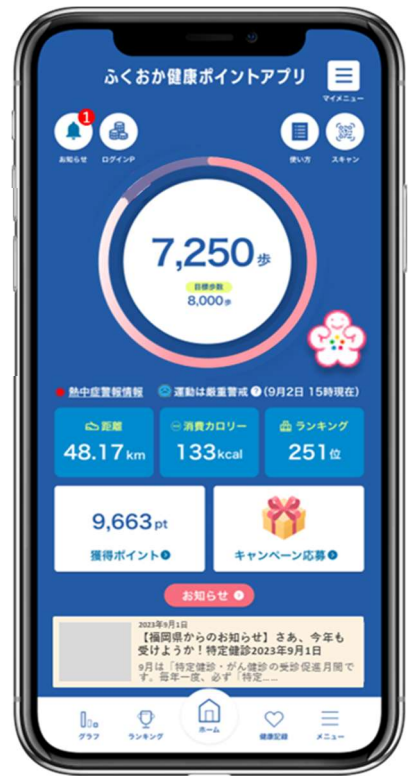 ふくおか健康ポイントアプリ
マイメニュー
1
お知らせ
ログインP
使い方
スキャン
7,250歩
目標歩数
8,000歩
熱中症警報情報
運動は厳重警戒?(9月2日 15時現在)
距離
消費カロリー
ランキング
48.17km
133kcal
251位
9,663pt
獲得ポイント
キャンペーン応募
お知らせ
2023年9月1日
【福岡県からのお知らせ】さあ、今年も
受けようか!特定健診2023年9月1日
9月は「特定健診・がん健診の受診促進月間で
す。毎年一度、必ず「特定……
グラフ
ランキング
ホーム
健康記録
メニュー